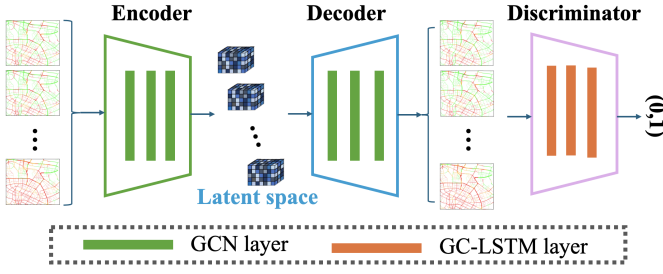 Encoder
Decoder
Discriminator
Latent space
(0,1)
GCN layer
GC-LSTM layer